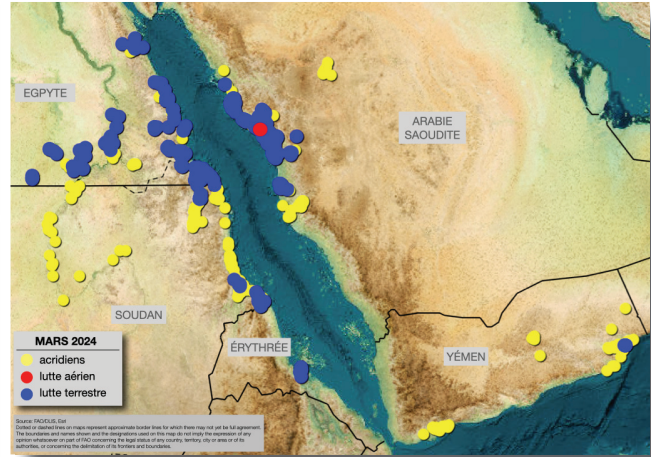 EGPYTE
ARABIE
SAOUDITE
SOUDAN
ÉRYTHRÉE
YÉMEN
MARS 2024
acridiens
lutte aérien
lutte terrestre
Source: FAO/DLIS, Esri
Dotted or dashed lines on maps represent approximate border lines for which there may not yet be full agreement.
The boundaries and names shown and the designations used on this map do not imply the expression of any
opinion whatsoever on part of FAO concerning the legal status of any country, territory, city or area or of its
authorities, or concerning the delimitation of its frontiers and boundaries.